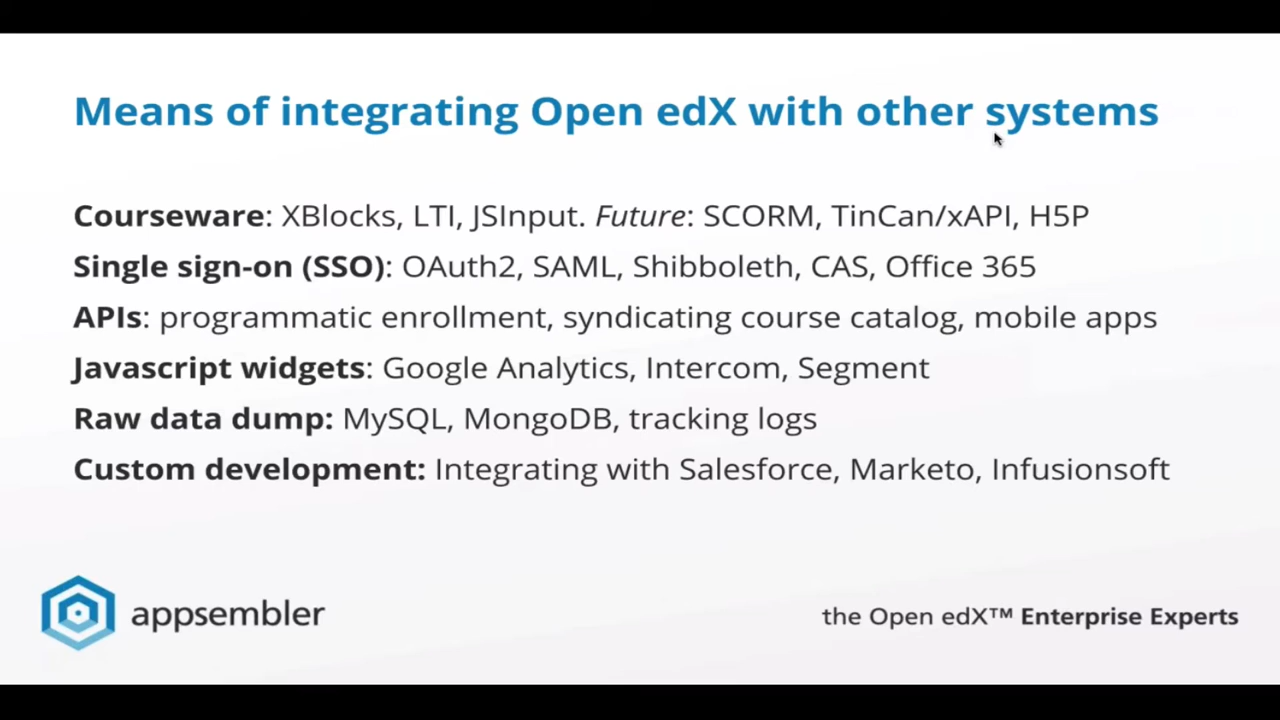 Means of integrating Open edX with other systems
Courseware: XBlocks, LTI, JSInput. Future: SCORM, TinCan/xAPI, H5P
Single sign-on (SSO): OAuth2, SAML, Shibboleth, CAS, Office 365
APIs: programmatic enrollment, syndicating course catalog, mobile apps
Javascript widgets: Google Analytics, Intercom, Segment
Raw data dump: MySQL, MongoDB, tracking logs
Custom development: Integrating with Salesforce, Marketo, Infusionsoft
appsembler
the Open edX™ Enterprise Experts